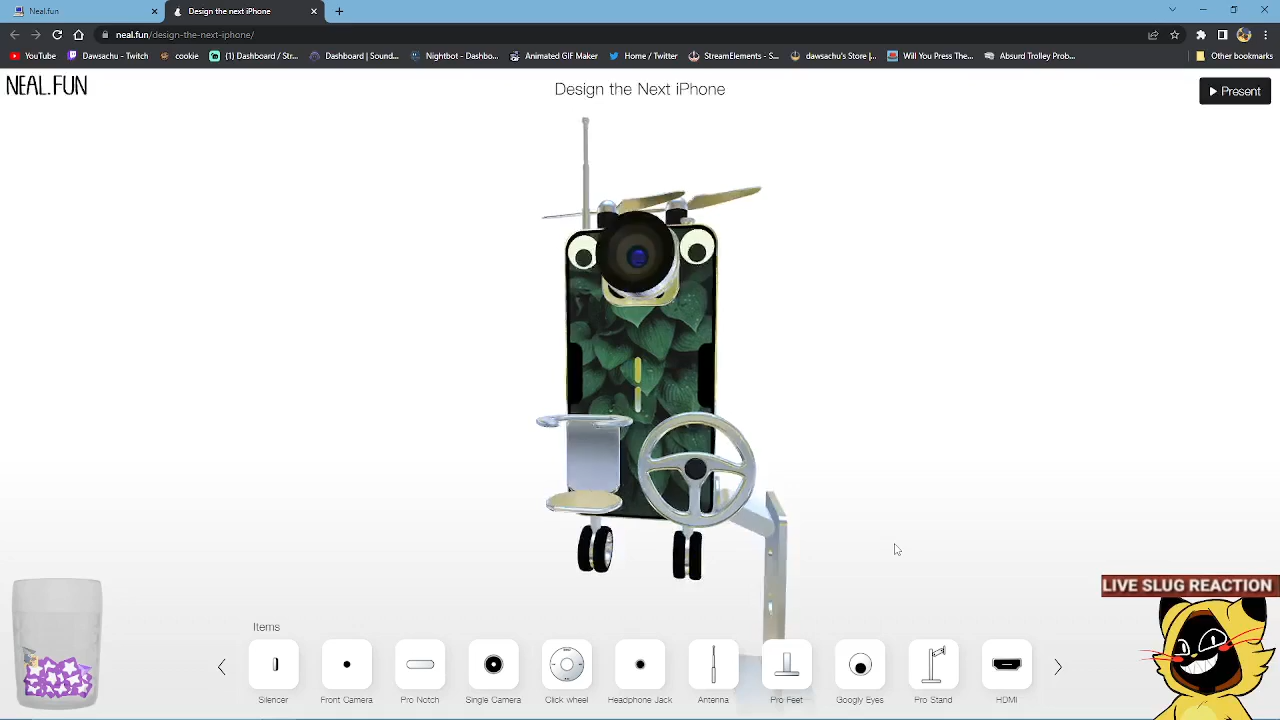 Neal.fun
Design the next iPhone
neal.fun/design-the-next-iphone/
YouTube
Dawsachu - Twitch
cookie
(2) Dashboard / St...
Dashboard | Sound...
Nightbot - Dashbo...
Animated GIF Maker
Home / Twitter
StreamElements - S...
dawsachu's Store |...
Will You Press The...
Absurd Trolley Prob...
Other bookmarks
NEAL.FUN
Design the Next iPhone
Present
LIVE SLUG REACTION
Items
Silencer
Front Camera
Pro Notch
Single Camera
Click wheel
Headphone Jack
Antenna
Pro Feet
Googly Eyes
Pro Stand
HDMI